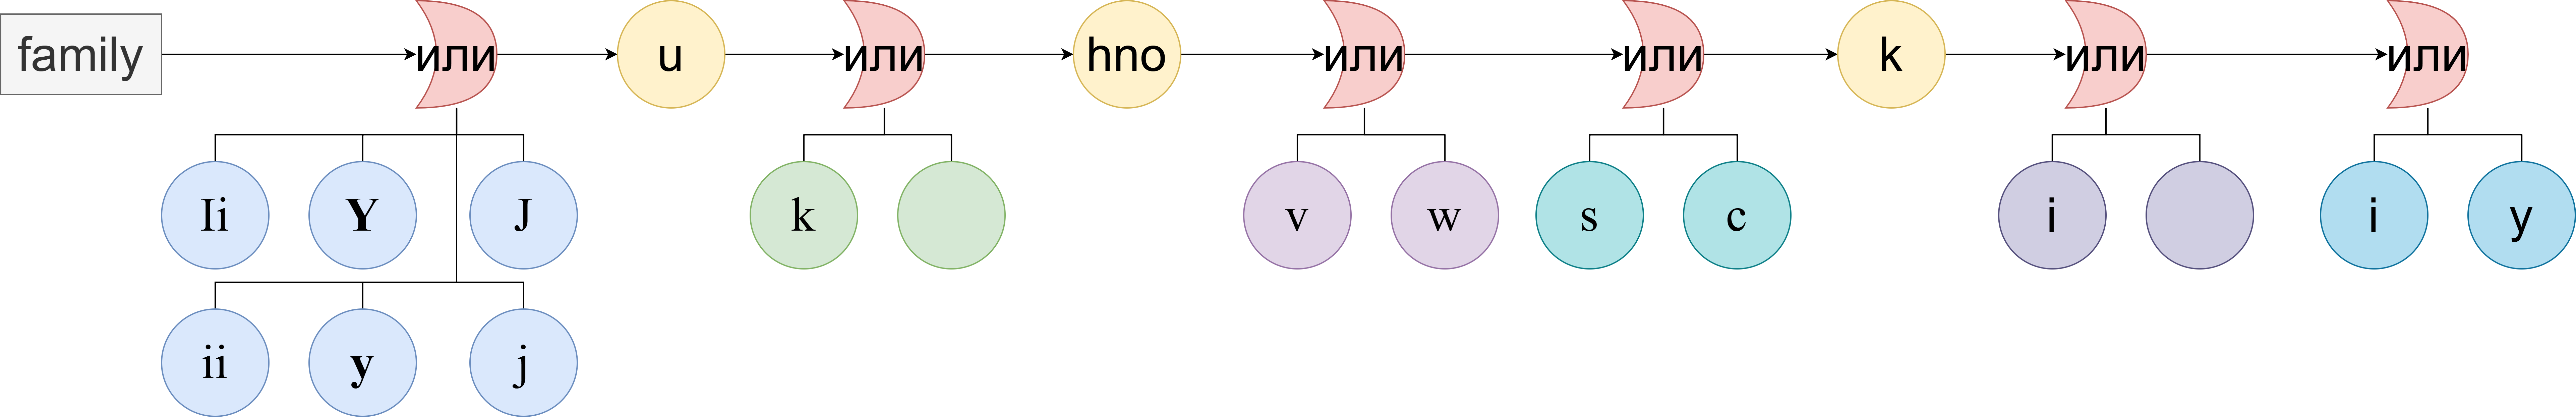 family или u или hno или или k или или
Ii Y J k v w s c i i y
ii y j